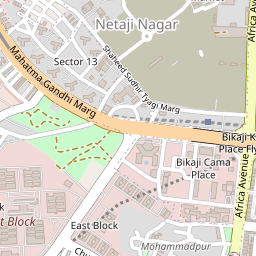 Netaji Nagar
Sector 13
Shaheed Sudhir Tyagi Marg
Mahatma Gandhi Marg
Africa Avenue
Bikaji
Place Fly
Bikaji Cama
Place
Africa Avenue
East Block
East Block
Mohammadpur